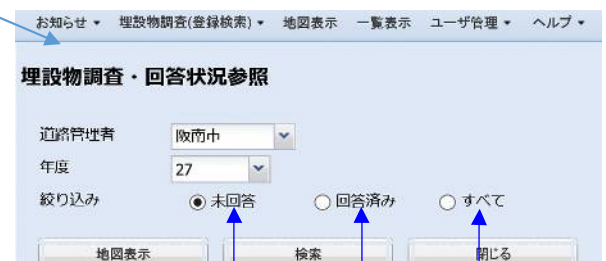 お知らせ▼ 埋設物調査(登録検索)▼ 地図表示 一覧表示 ユーザ管理▼ ヘルプ▼
埋設物調査・回答状況参照
道路管理者 阪南市
年度 27
絞り込み 未回答 回答済み すべて
地図表示 検索 閉じる